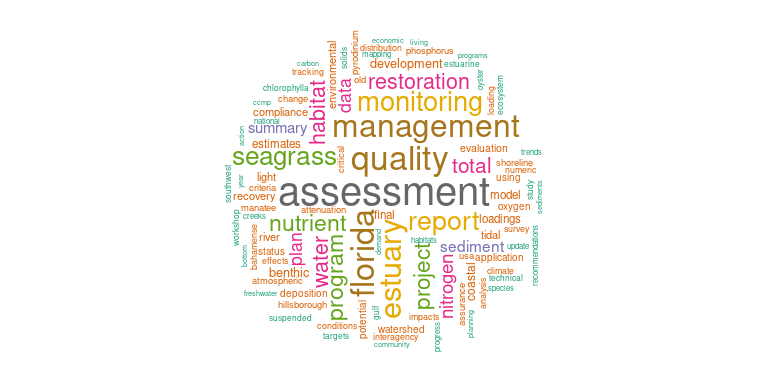 economic
living
distribution
mapping
phosphorus
programs
carbon
solids
pyrodinium
tracking
environmental
development
estuarine
old
oyster
chlorophylla
habitat
data
restoration
loading
ecosystem
ccmp
change
compliance
monitoring
national
summary
management
action
estimates
critical
quality
evaluation
trends
seagrass
total
shoreline
numeric
southwest
year
light
criteria
using
study
sediments
recovery
assessment
model
manatee
oxygen
attenuation
final
report
loadings
workshop
creeks
nutrient
florida
estuary
survey
river
plan
water
demand
habitats
tidal
sediment
update
recommendations
bottom
bahamense
status
effects
program
project
usa
application
benthic
nitrogen
coastal
climate
technical
species
atmospheric
freshwater
deposition
hillsborough
potential
gulf
assurance
analysis
suspended
conditions
impacts
planning
watershed
progress
targets
interagency
community